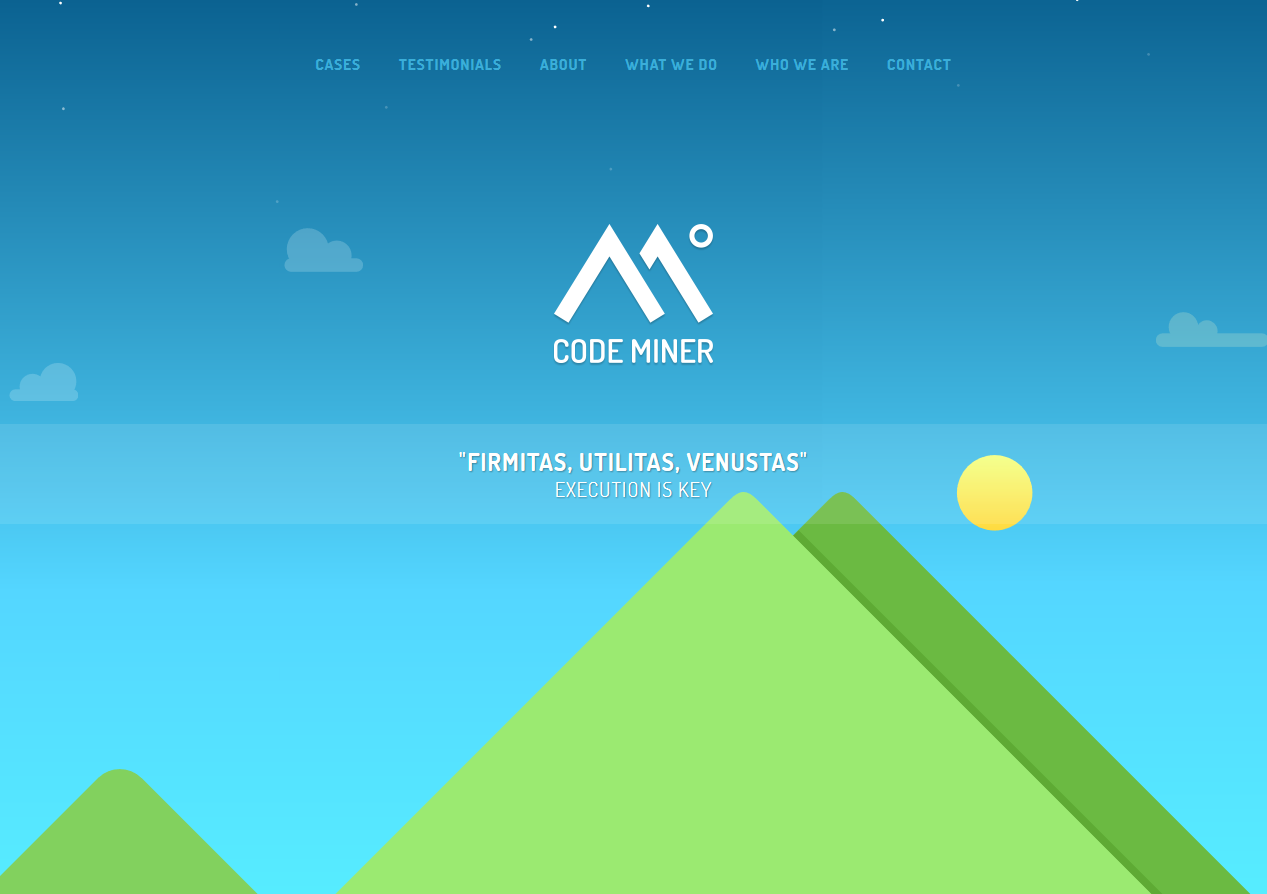 CASES TESTIMONIALS ABOUT WHAT WE DO WHO WE ARE CONTACT
CODE MINER
"FIRMITAS, UTILITAS, VENUSTAS"
EXECUTION IS KEY